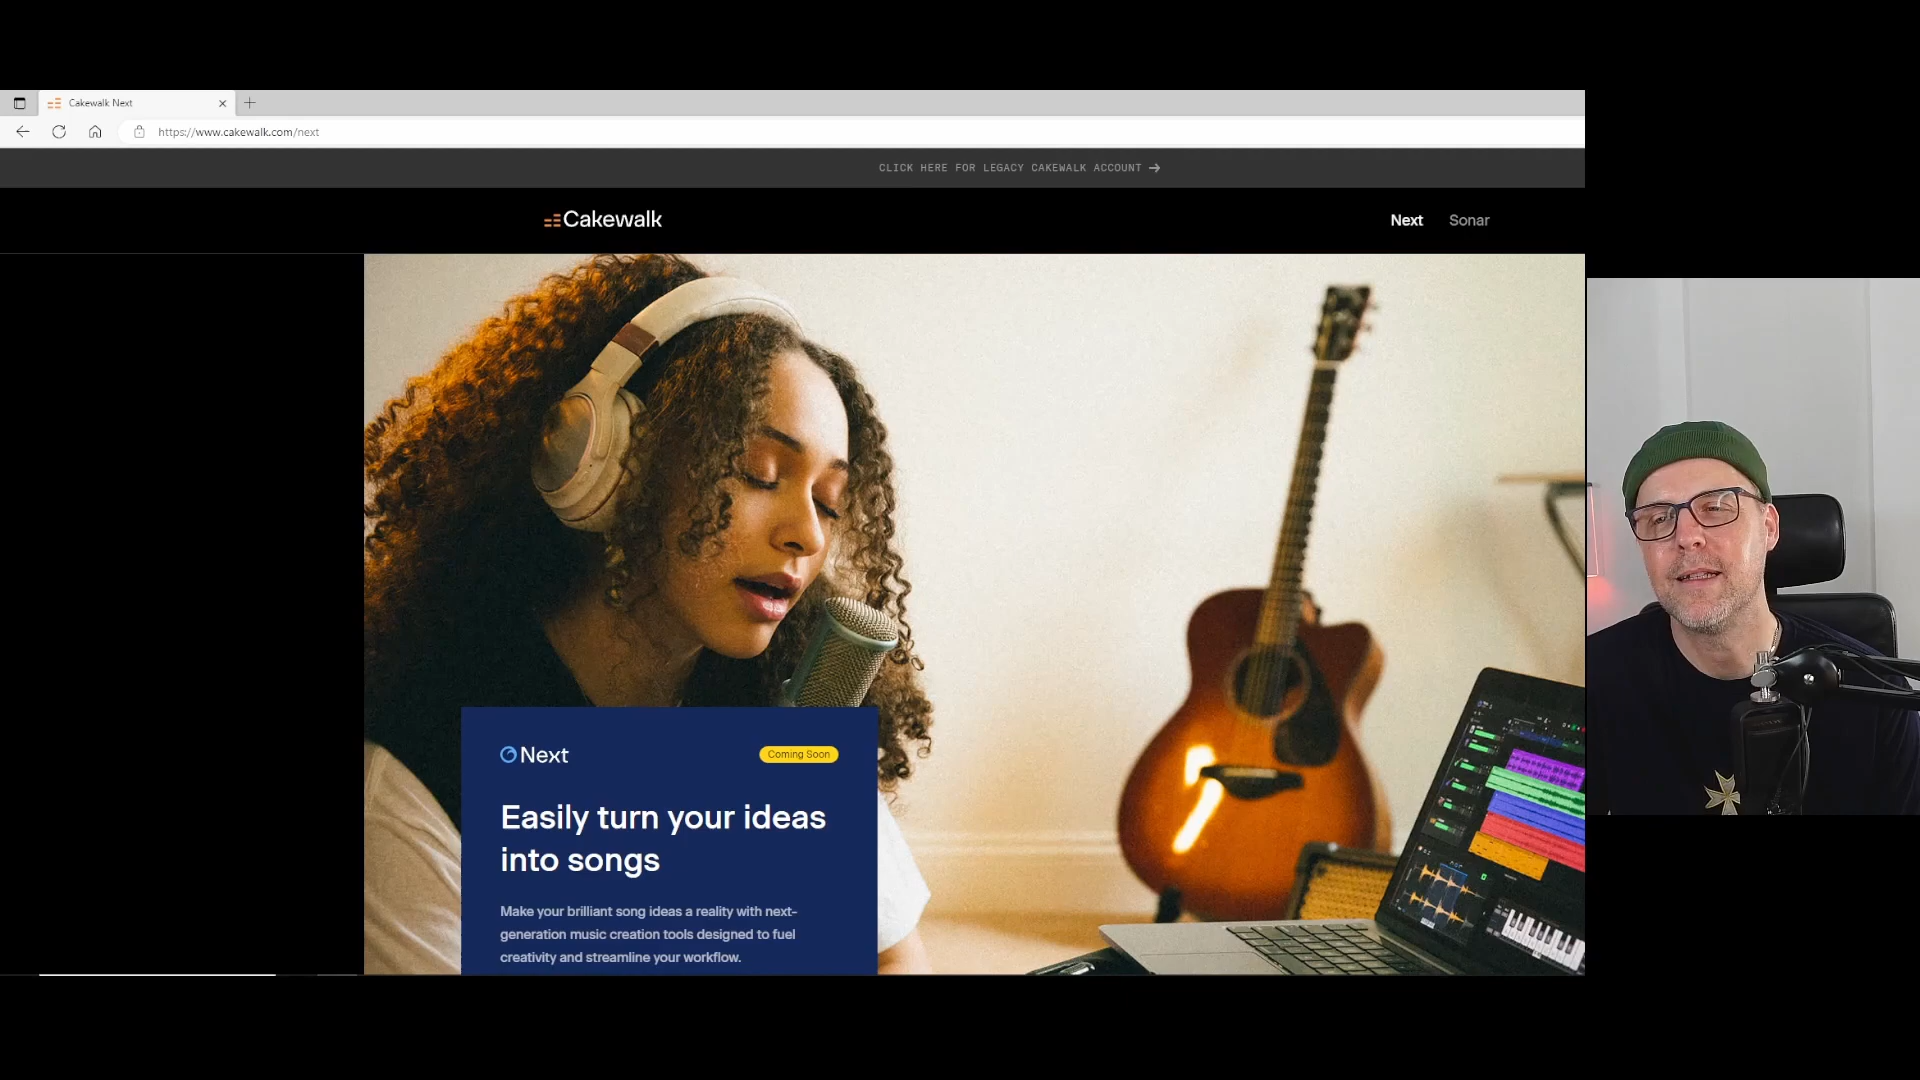 Cakewalk Next
https://www.cakewalk.com/next
CLICK HERE FOR LEGACY CAKEWALK ACCOUNT →
Cakewalk
Next
Sonar
Next
Coming Soon
Easily turn your ideas
into songs
Make your brilliant song ideas a reality with next-
generation music creation tools designed to fuel
creativity and streamline your workflow.